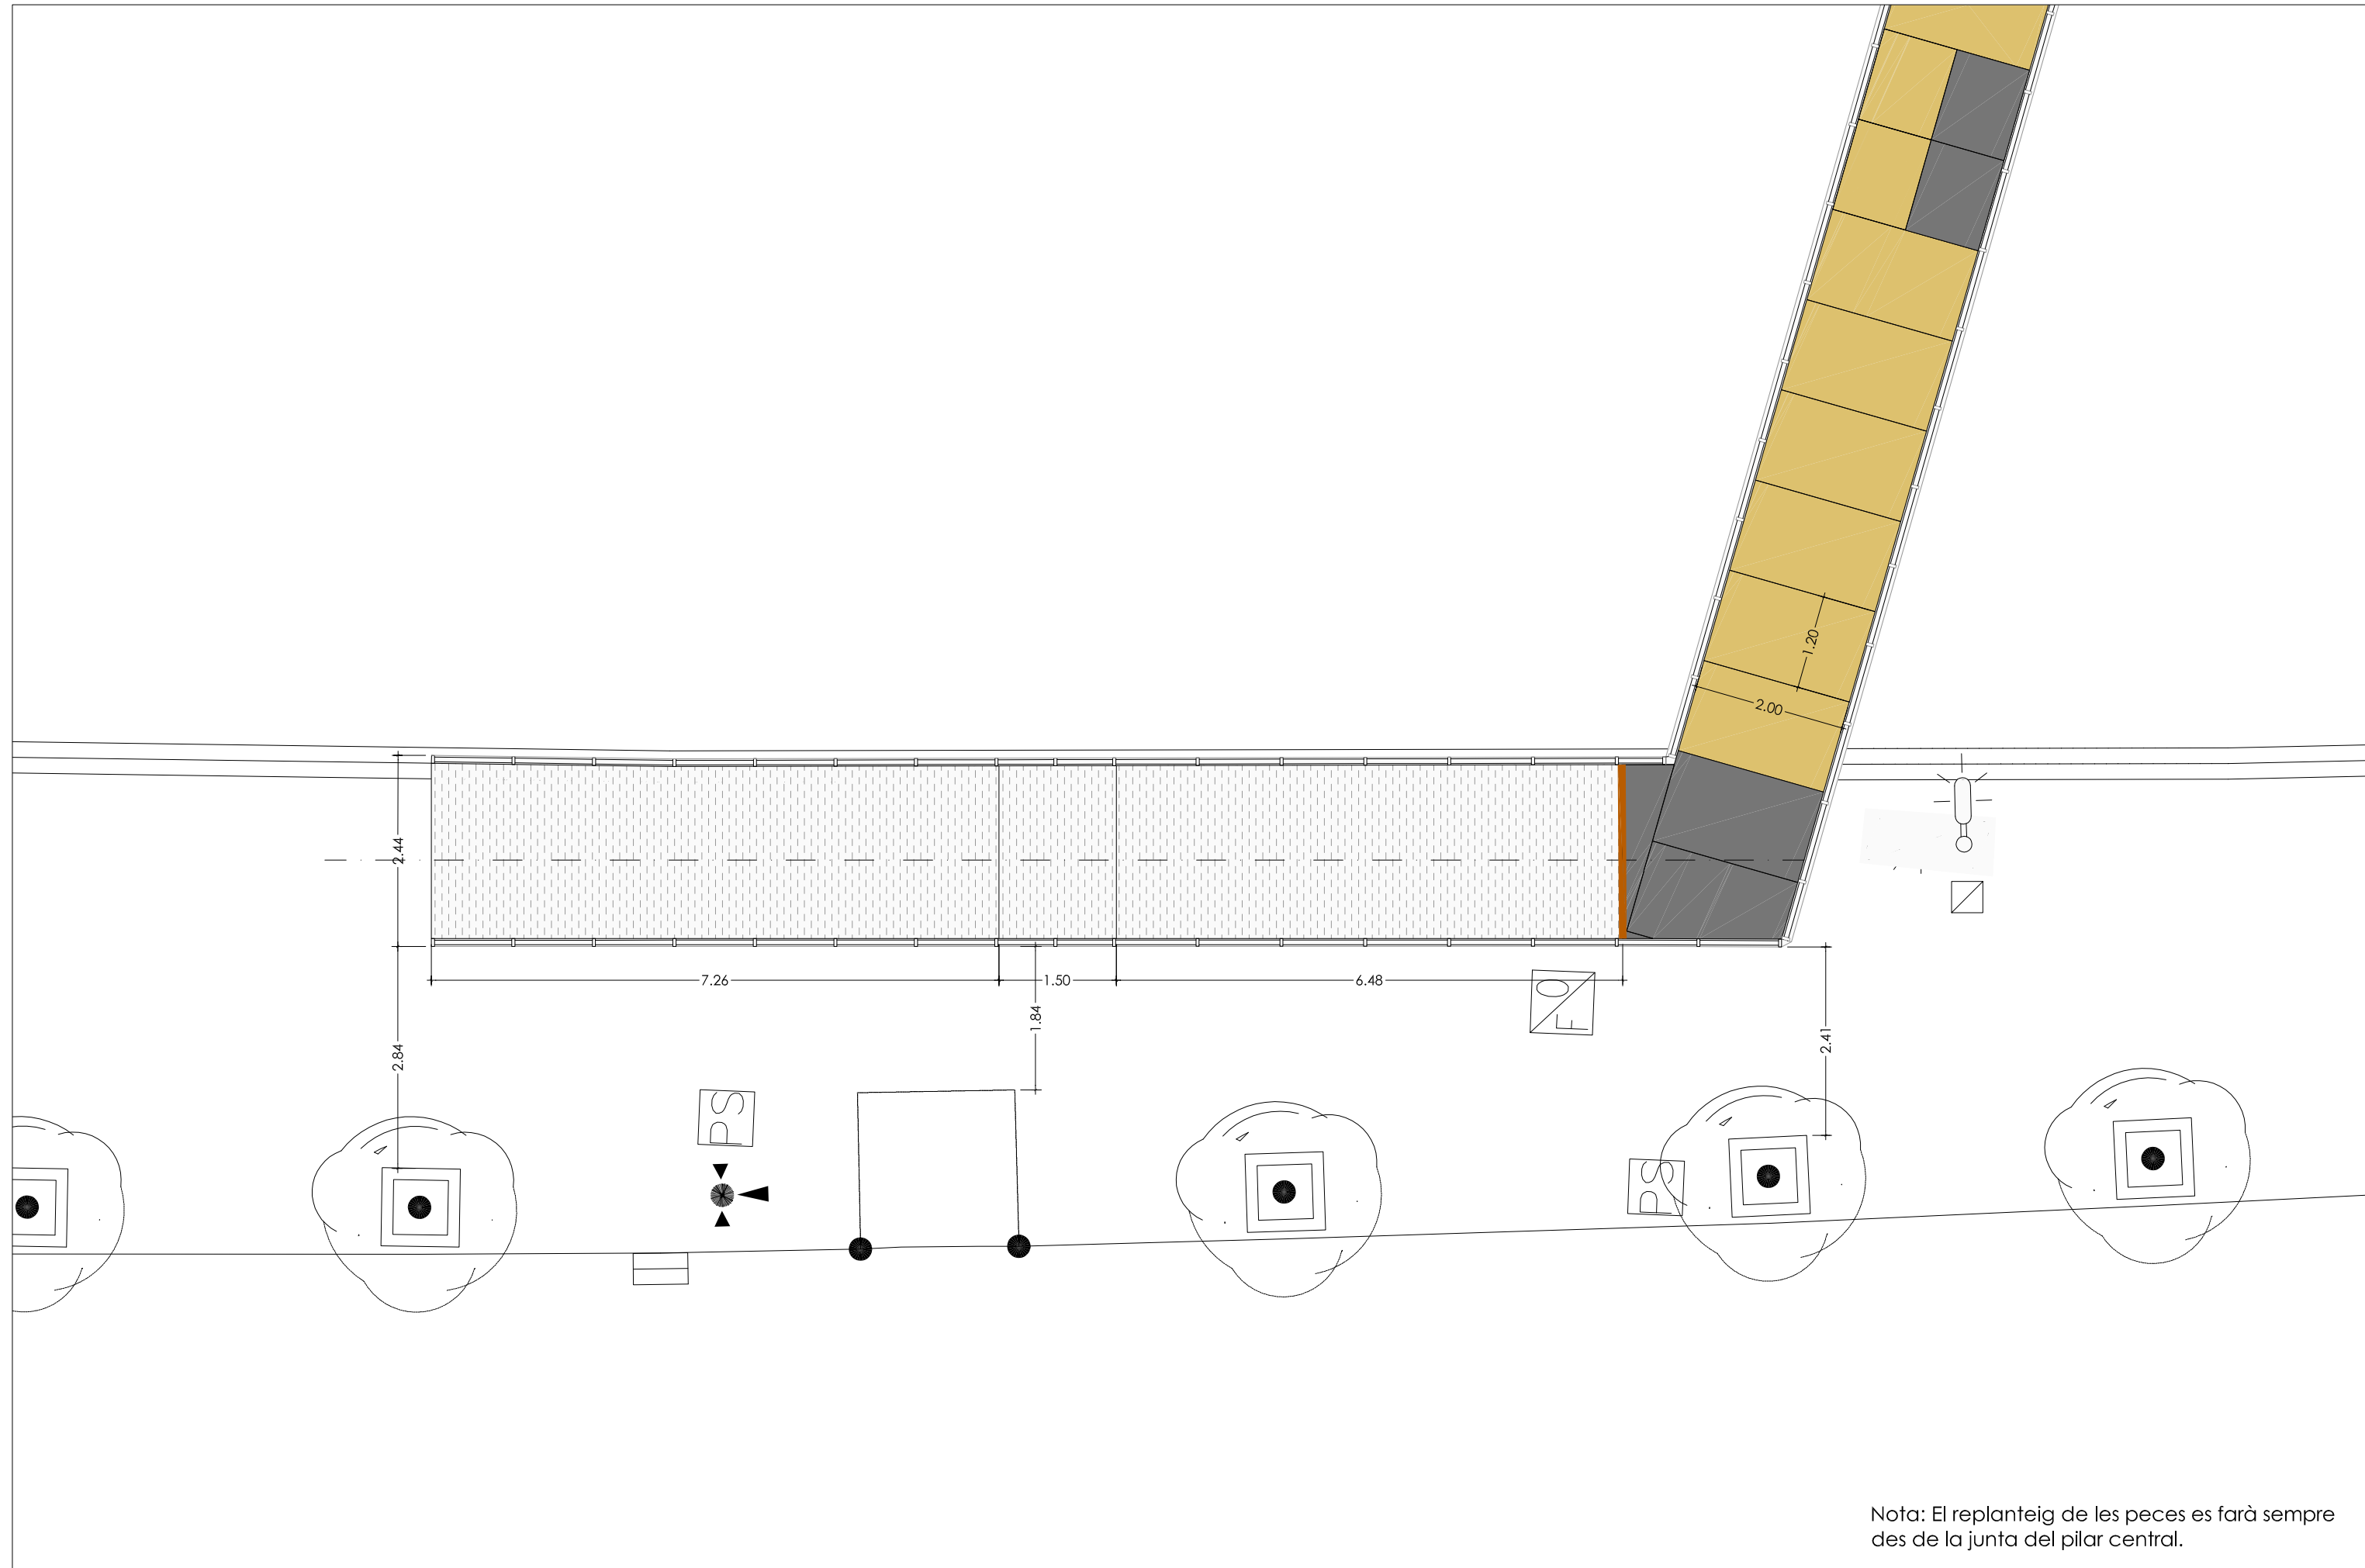 1.20
2.00
2.44
7.26
1.50
6.48
1.84
2.84
2.41
F O
PS
PS
Nota: El replanteig de les peces es farà sempre
des de la junta del pilar central.